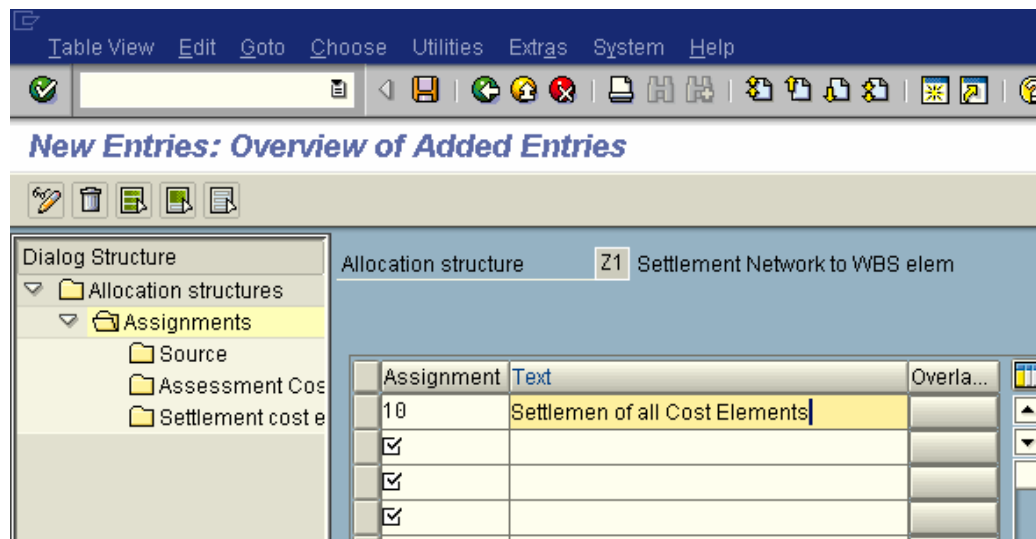 Table View Edit Goto Choose Utilities Extras System Help
New Entries: Overview of Added Entries
Dialog Structure
Allocation structures
Assignments
Source
Assessment Cos
Settlement cost e
Allocation structure Z1 Settlement Network to WBS elem
Assignment Text Overla...
10 Settlemen of all Cost Elements